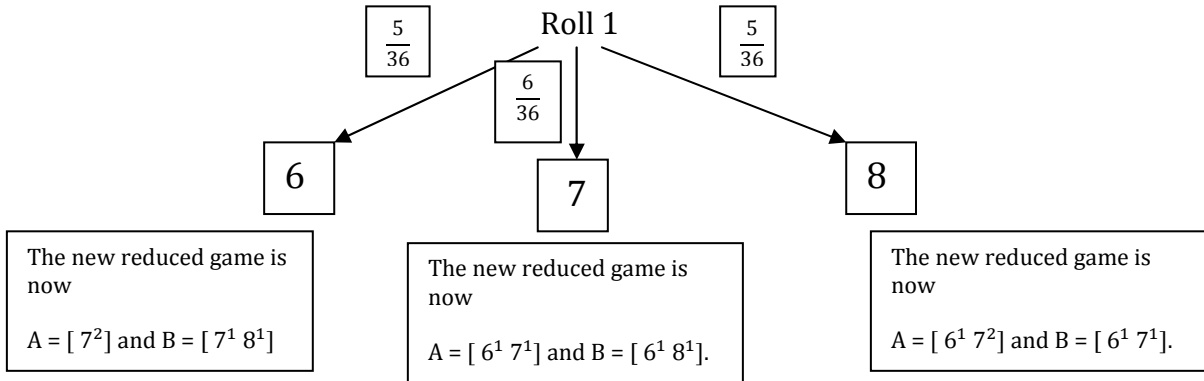 Roll 1
5
36
6
36
5
36
6
7
8
The new reduced game is
now
A = [ 7² ] and B = [ 7¹ 8¹]
The new reduced game is
now
A = [ 6¹ 7¹] and B = [ 6¹ 8¹].
The new reduced game is
now
A = [ 6¹ 7²] and B = [ 6¹ 7¹].